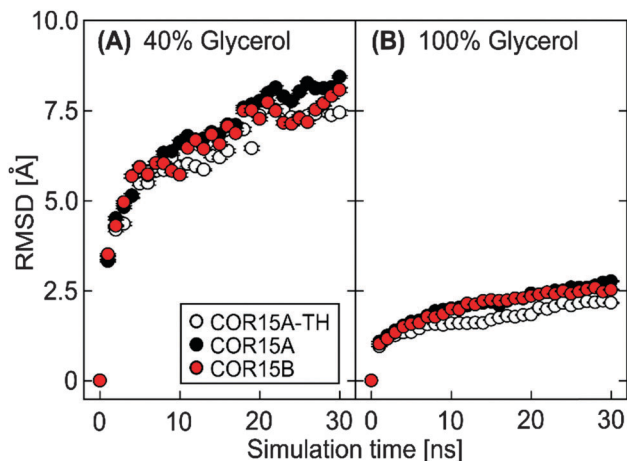 (A) 40% Glycerol
(B) 100% Glycerol
RMSD [Å]
10.0
7.5
5.0
2.5
0
COR15A-TH
COR15A
COR15B
0 10 20 30 0 10 20 30
Simulation time [ns]